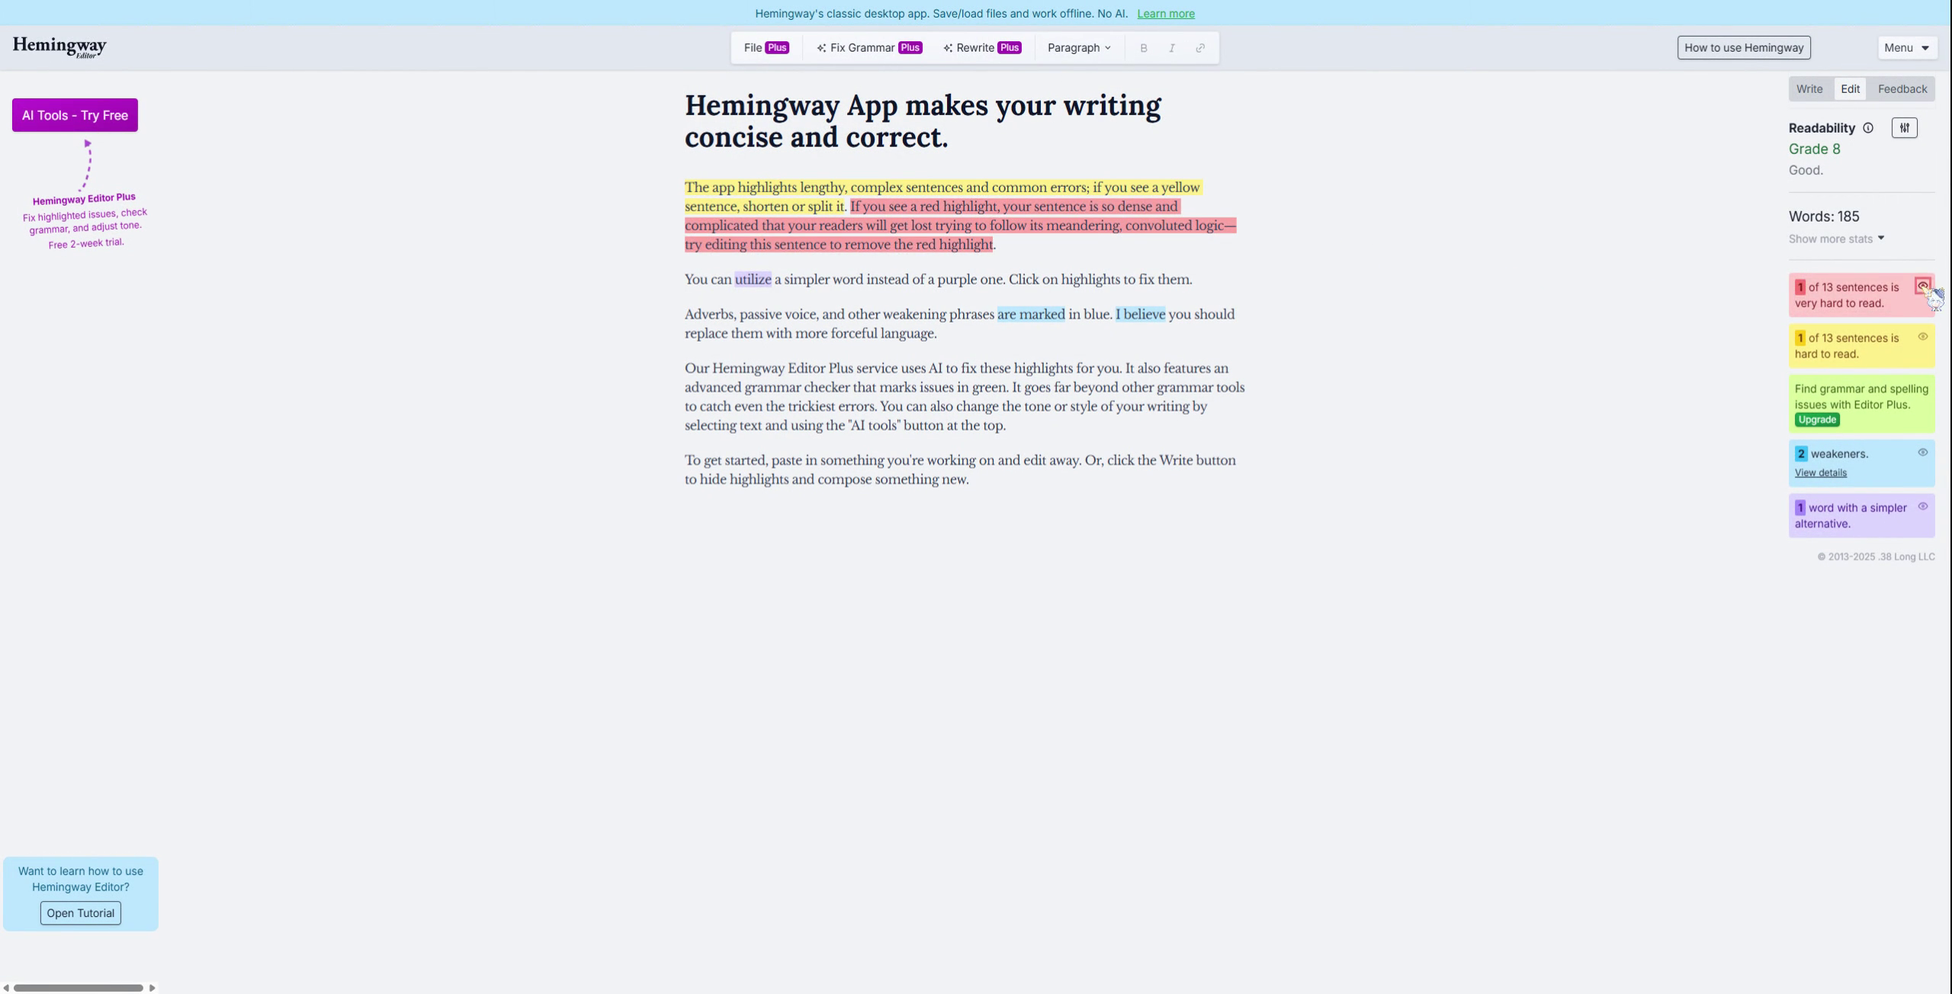 Hemingway's classic desktop app. Save/load files and work offline. No AI. Learn more
Hemingway
Editor
File Plus
Fix Grammar Plus
Rewrite Plus
Paragraph
B
I
How to use Hemingway
Menu
AI Tools - Try Free
Hemingway Editor Plus
Fix highlighted issues, check
grammar, and adjust tone.
Free 2-week trial.
Hemingway App makes your writing
concise and correct.
The app highlights lengthy, complex sentences and common errors; if you see a yellow
sentence, shorten or split it. If you see a red highlight, your sentence is so dense and
complicated that your readers will get lost trying to follow its meandering, convoluted logic—
try editing this sentence to remove the red highlight.
You can utilize a simpler word instead of a purple one. Click on highlights to fix them.
Adverbs, passive voice, and other weakening phrases are marked in blue. I believe you should
replace them with more forceful language.
Our Hemingway Editor Plus service uses AI to fix these highlights for you. It also features an
advanced grammar checker that marks issues in green. It goes far beyond other grammar tools
to catch even the trickiest errors. You can also change the tone or style of your writing by
selecting text and using the "AI tools" button at the top.
To get started, paste in something you're working on and edit away. Or, click the Write button
to hide highlights and compose something new.
Write Edit Feedback
Readability
Grade 8
Good.
Words: 185
Show more stats
1 of 13 sentences is
very hard to read.
1 of 13 sentences is
hard to read.
Find grammar and spelling
issues with Editor Plus.
Upgrade
2 weakeners.
View details
1 word with a simpler
alternative.
© 2013-2025 .38 Long LLC
Want to learn how to use
Hemingway Editor?
Open Tutorial